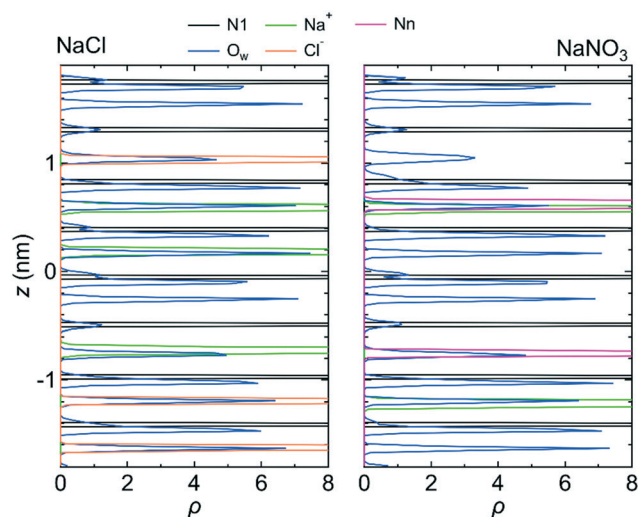 NaCl
N1 Na⁺ Nn
O_w Cl⁻
NaNO₃
z (nm)
1
0
-1
0 2 4 6 8 0 2 4 6 8
ρ ρ